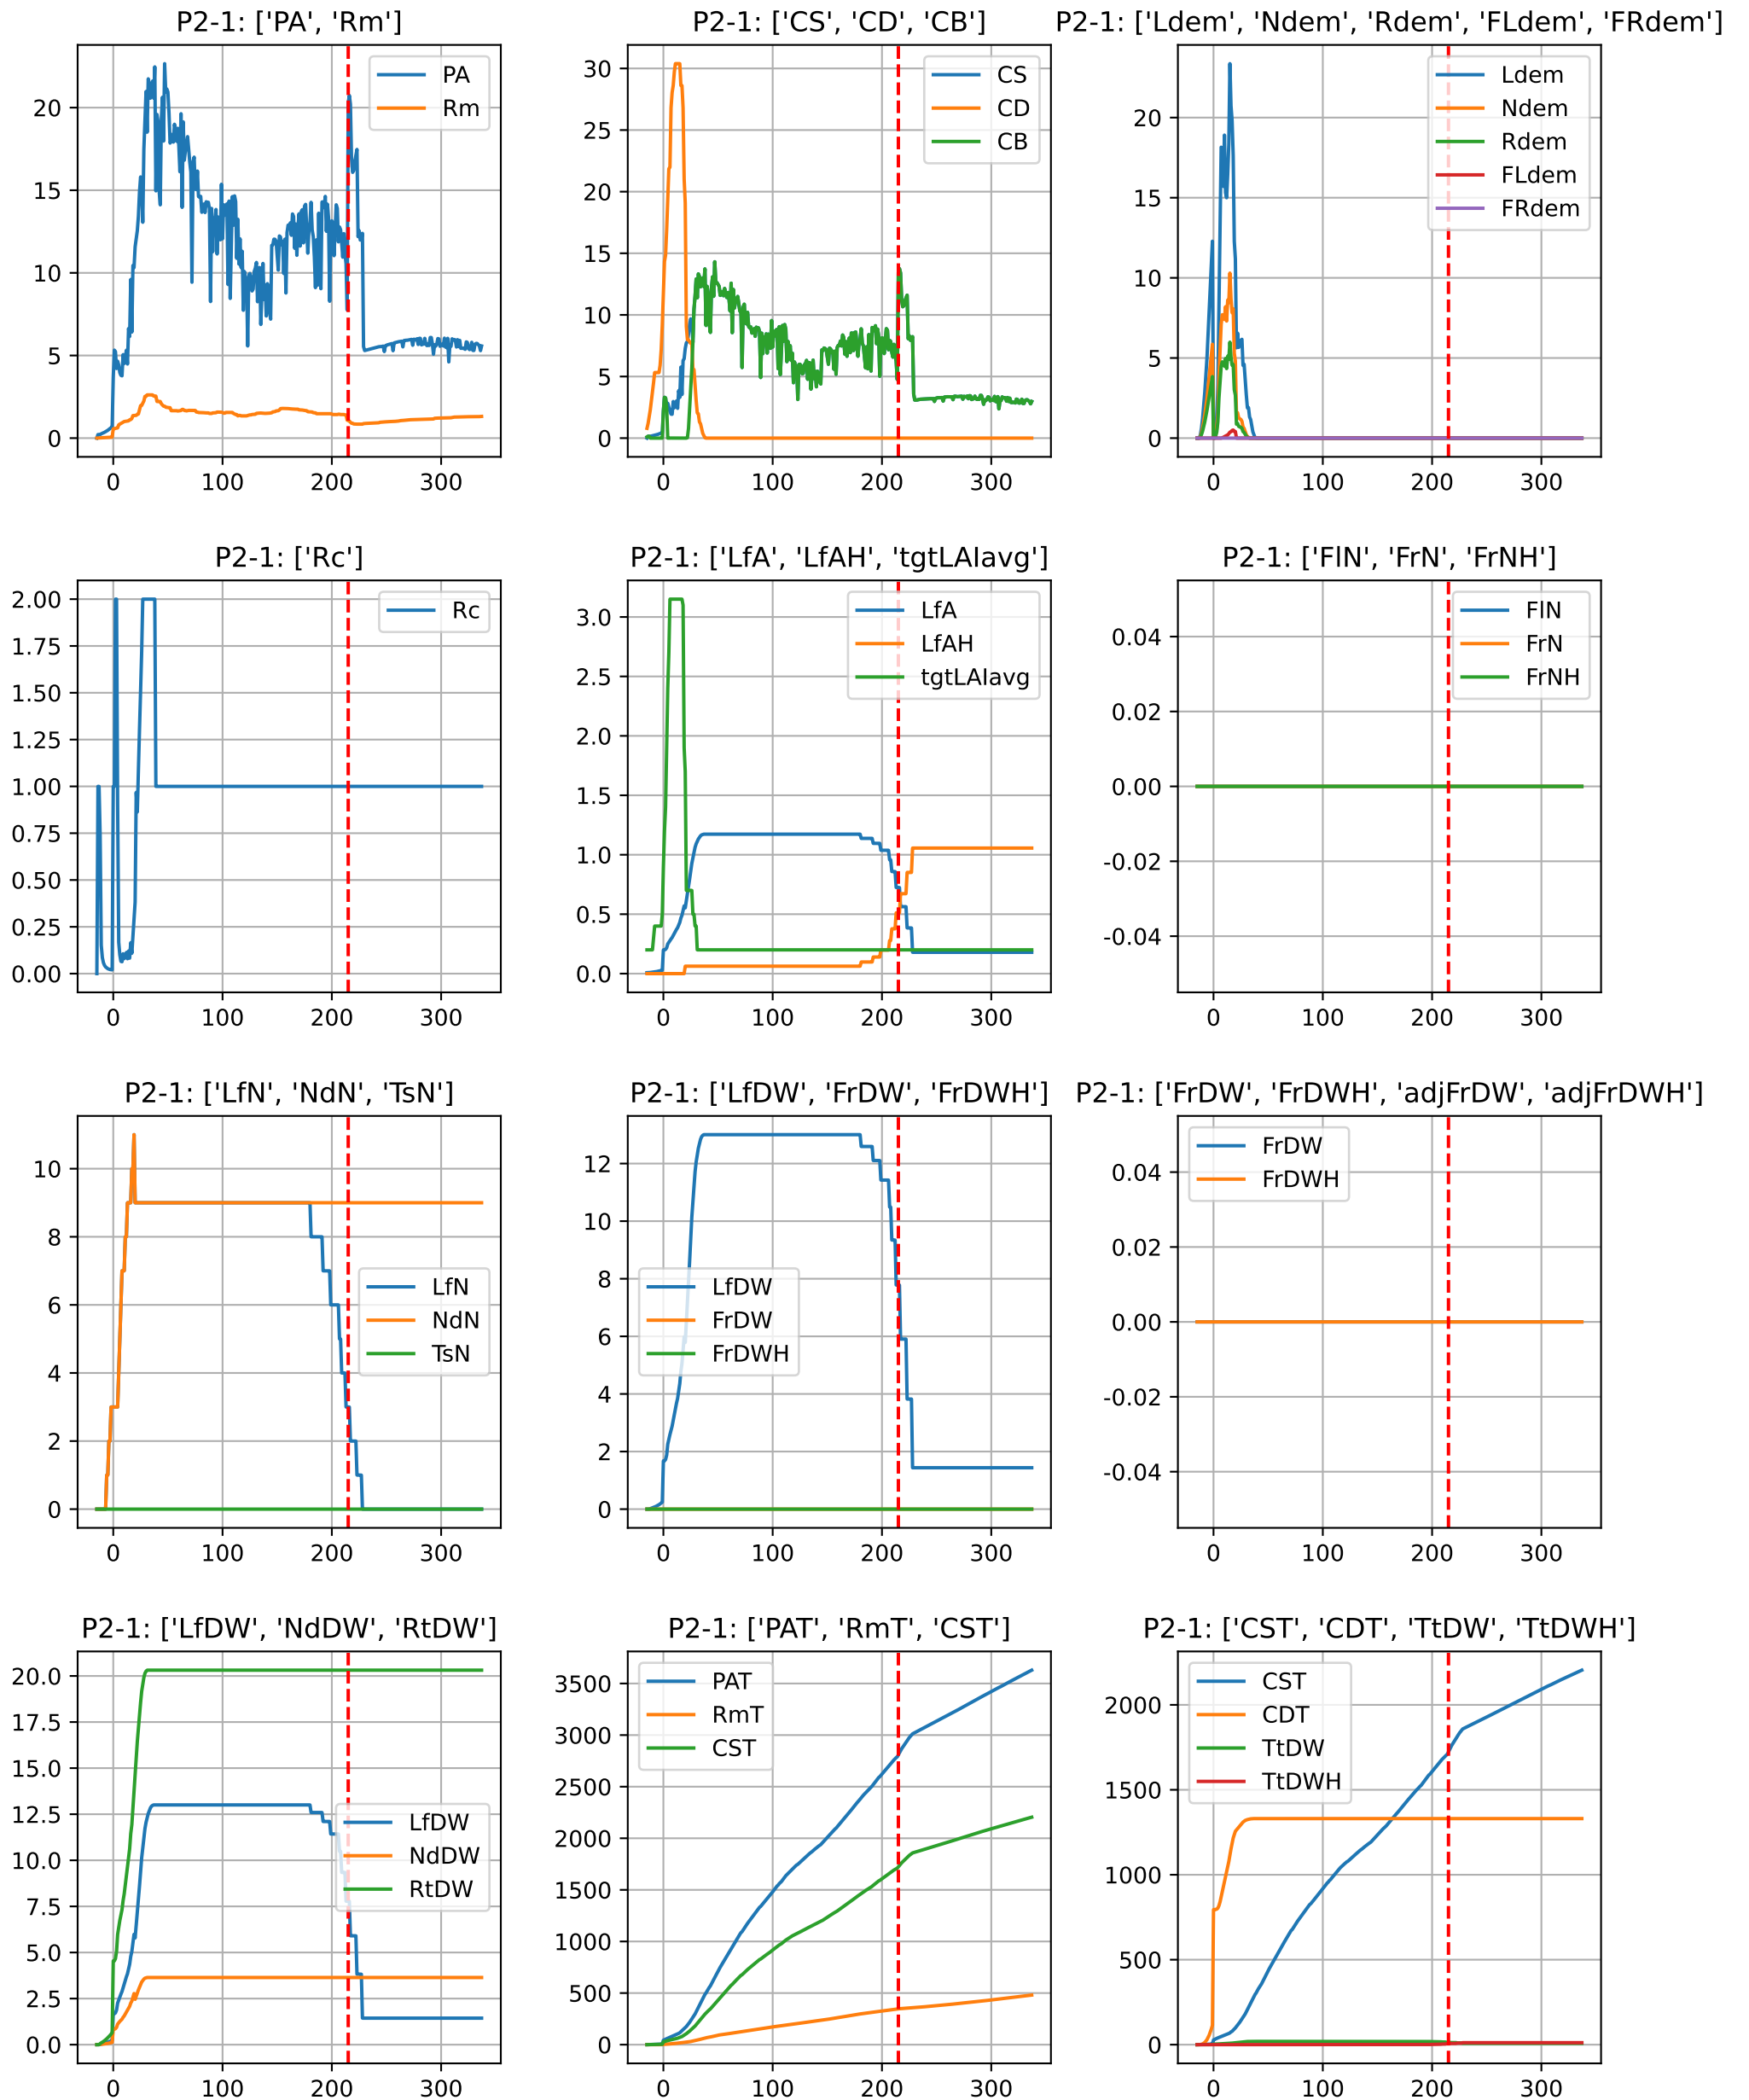 P2-1: ['PA', 'Rm']
PA
Rm
20
15
10
5
0
0 100 200 300
P2-1: ['CS', 'CD', 'CB']
CS
CD
CB
30
25
20
15
10
5
0
0 100 200 300
P2-1: ['Ldem', 'Ndem', 'Rdem', 'FLdem', 'FRdem']
Ldem
Ndem
Rdem
FLdem
FRdem
20
15
10
5
0
0 100 200 300
P2-1: ['Rc']
Rc
2.00
1.75
1.50
1.25
1.00
0.75
0.50
0.25
0.00
0 100 200 300
P2-1: ['LfA', 'LfAH', 'tgtLAIavg']
LfA
LfAH
tgtLAIavg
3.0
2.5
2.0
1.5
1.0
0.5
0.0
0 100 200 300
P2-1: ['FlN', 'FrN', 'FrNH']
FlN
FrN
FrNH
0.04
0.02
0.00
-0.02
-0.04
0 100 200 300
P2-1: ['LfN', 'NdN', 'TsN']
LfN
NdN
TsN
10
8
6
4
2
0
0 100 200 300
P2-1: ['LfDW', 'FrDW', 'FrDWH']
LfDW
FrDW
FrDWH
12
10
8
6
4
2
0
0 100 200 300
P2-1: ['FrDW', 'FrDWH', 'adjFrDW', 'adjFrDWH']
FrDW
FrDWH
0.04
0.02
0.00
-0.02
-0.04
0 100 200 300
P2-1: ['LfDW', 'NdDW', 'RtDW']
LfDW
NdDW
RtDW
20.0
17.5
15.0
12.5
10.0
7.5
5.0
2.5
0.0
0 100 200 300
P2-1: ['PAT', 'RmT', 'CST']
PAT
RmT
CST
3500
3000
2500
2000
1500
1000
500
0
0 100 200 300
P2-1: ['CST', 'CDT', 'TtDW', 'TtDWH']
CST
CDT
TtDW
TtDWH
2000
1500
1000
500
0
0 100 200 300